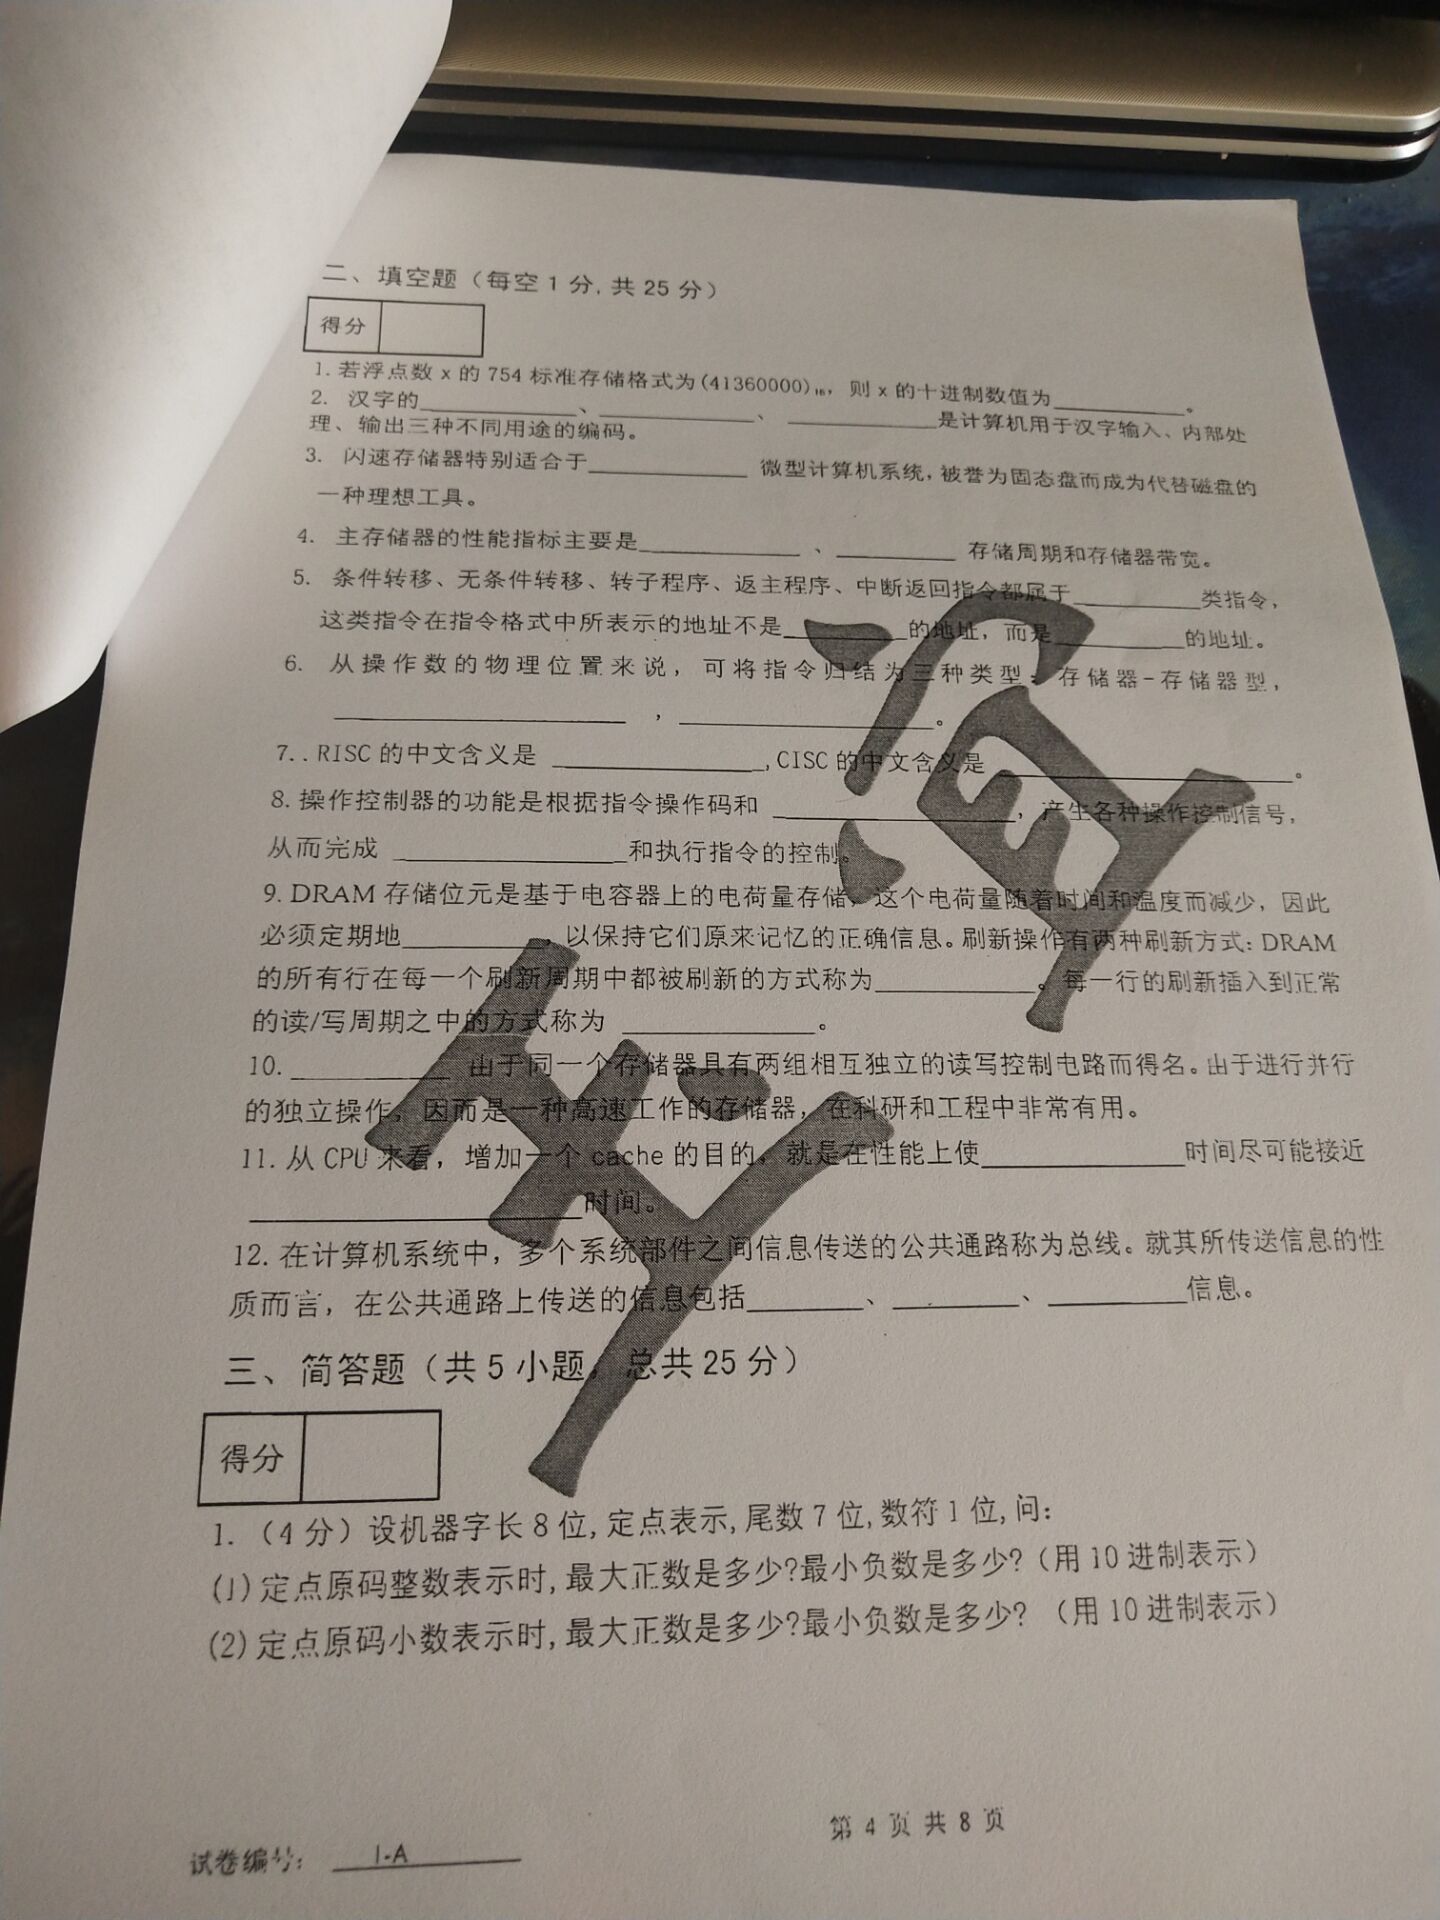 二、填空题（每空 1 分, 共 25 分）
得分
1. 若浮点数 x 的 754 标准存储格式为(41360000)₁₆，则 x 的十进制数值为__________。
2. 汉字的__________、__________、__________是计算机用于汉字输入、内部处
理、输出三种不同用途的编码。
3. 闪速存储器特别适合于__________ 微型计算机系统, 被誉为固态盘而成为代替磁盘的
一种理想工具。
4. 主存储器的性能指标主要是__________ 、__________ 存储周期和存储器带宽。
5. 条件转移、无条件转移、转子程序、返主程序、中断返回指令都属于__________类指令，
这类指令在指令格式中所表示的地址不是__________的地址，而是__________的地址。
6. 从操作数的物理位置来说，可将指令归结为三种类型：存储器-存储器型，
__________ ，__________。
7. . RISC 的中文含义是 __________, CISC 的中文含义是 __________。
8. 操作控制器的功能是根据指令操作码和 __________，产生各种操作控制信号，
从而完成 __________和执行指令的控制。
9. DRAM 存储位元是基于电容器上的电荷量存储，这个电荷量随着时间和温度而减少，因此
必须定期地__________，以保持它们原来记忆的正确信息。刷新操作有两种刷新方式：DRAM
的所有行在每一个刷新周期中都被刷新的方式称为__________。每一行的刷新插入到正常
的读/写周期之中的方式称为 __________。
10. __________ 由于同一个存储器具有两组相互独立的读写控制电路而得名。由于进行并行
的独立操作，因而是一种高速工作的存储器，在科研和工程中非常有用。
11. 从 CPU 来看，增加一个 cache 的目的，就是在性能上使__________时间尽可能接近
__________时间。
12. 在计算机系统中，多个系统部件之间信息传送的公共通路称为总线。就其所传送信息的性
质而言，在公共通路上传送的信息包括__________、__________、__________信息。
三、简答题（共 5 小题，总共 25 分）
得分
1. （4 分）设机器字长 8 位, 定点表示, 尾数 7 位, 数符 1 位, 问:
(1) 定点原码整数表示时, 最大正数是多少?最小负数是多少?（用 10 进制表示）
(2) 定点原码小数表示时, 最大正数是多少?最小负数是多少? （用 10 进制表示）
第 4 页 共 8 页
试卷编号: 1-A